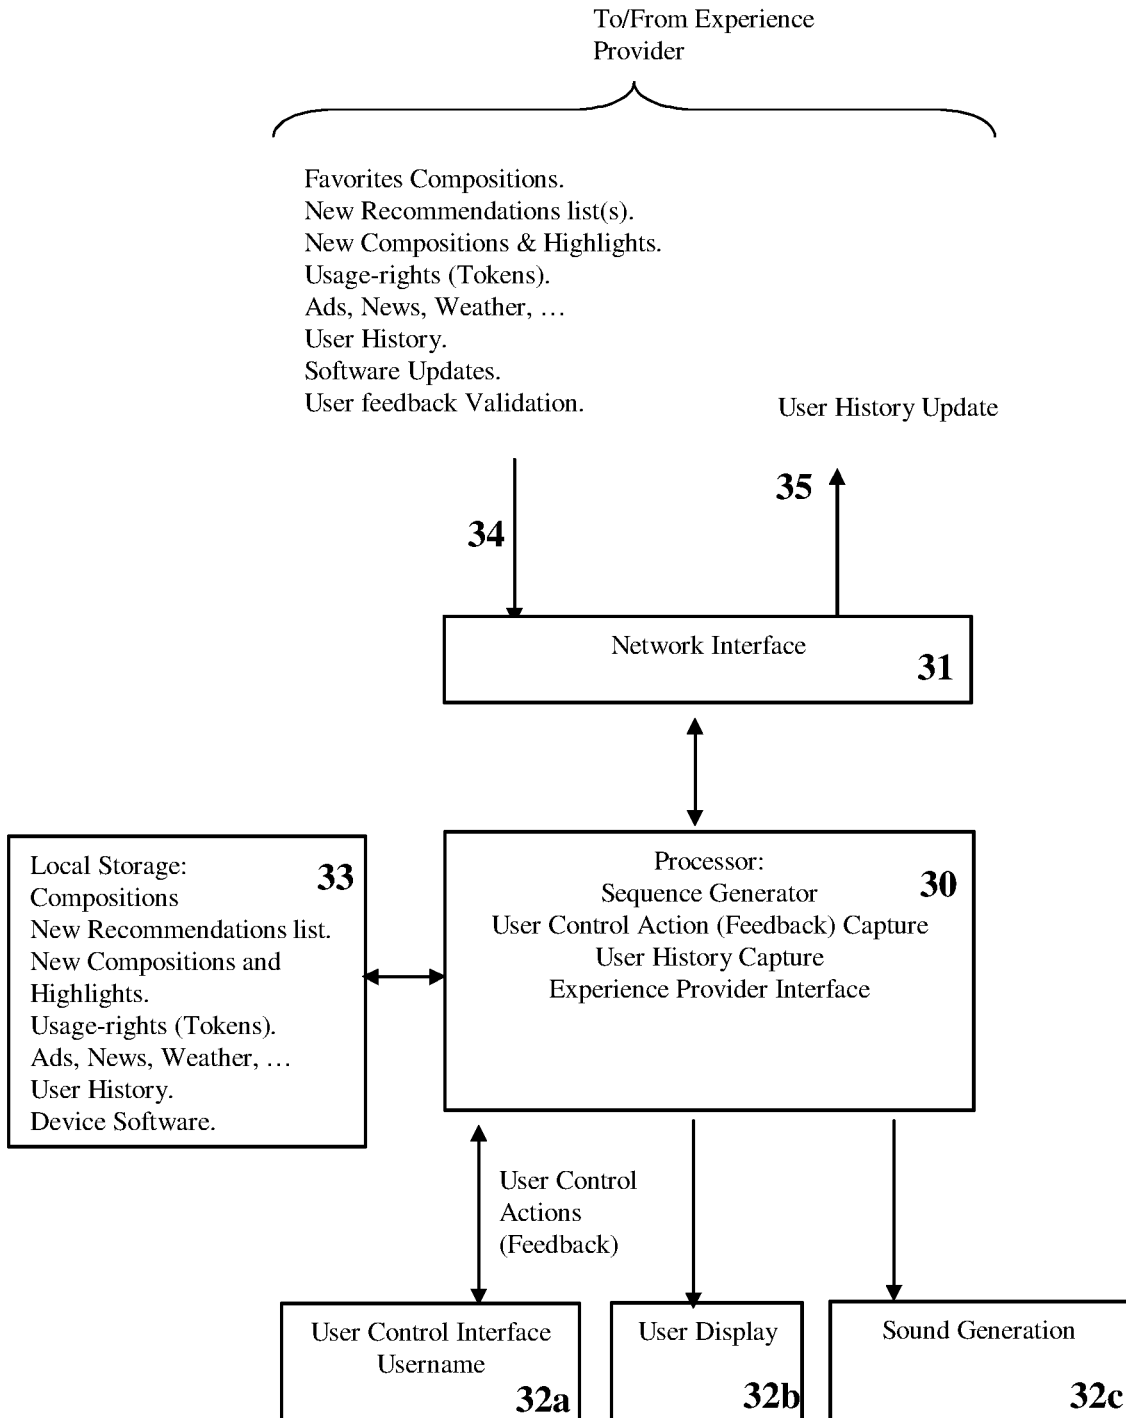 To/From Experience
Provider
Favorites Compositions.
New Recommendations list(s).
New Compositions & Highlights.
Usage-rights (Tokens).
Ads, News, Weather, …
User History.
Software Updates.
User feedback Validation.
User History Update
34
35
Network Interface
31
Local Storage:
33
Compositions
New Recommendations list.
New Compositions and
Highlights.
Usage-rights (Tokens).
Ads, News, Weather, …
User History.
Device Software.
Processor:
30
Sequence Generator
User Control Action (Feedback) Capture
User History Capture
Experience Provider Interface
User Control
Actions
(Feedback)
User Control Interface
Username
32a
User Display
32b
Sound Generation
32c